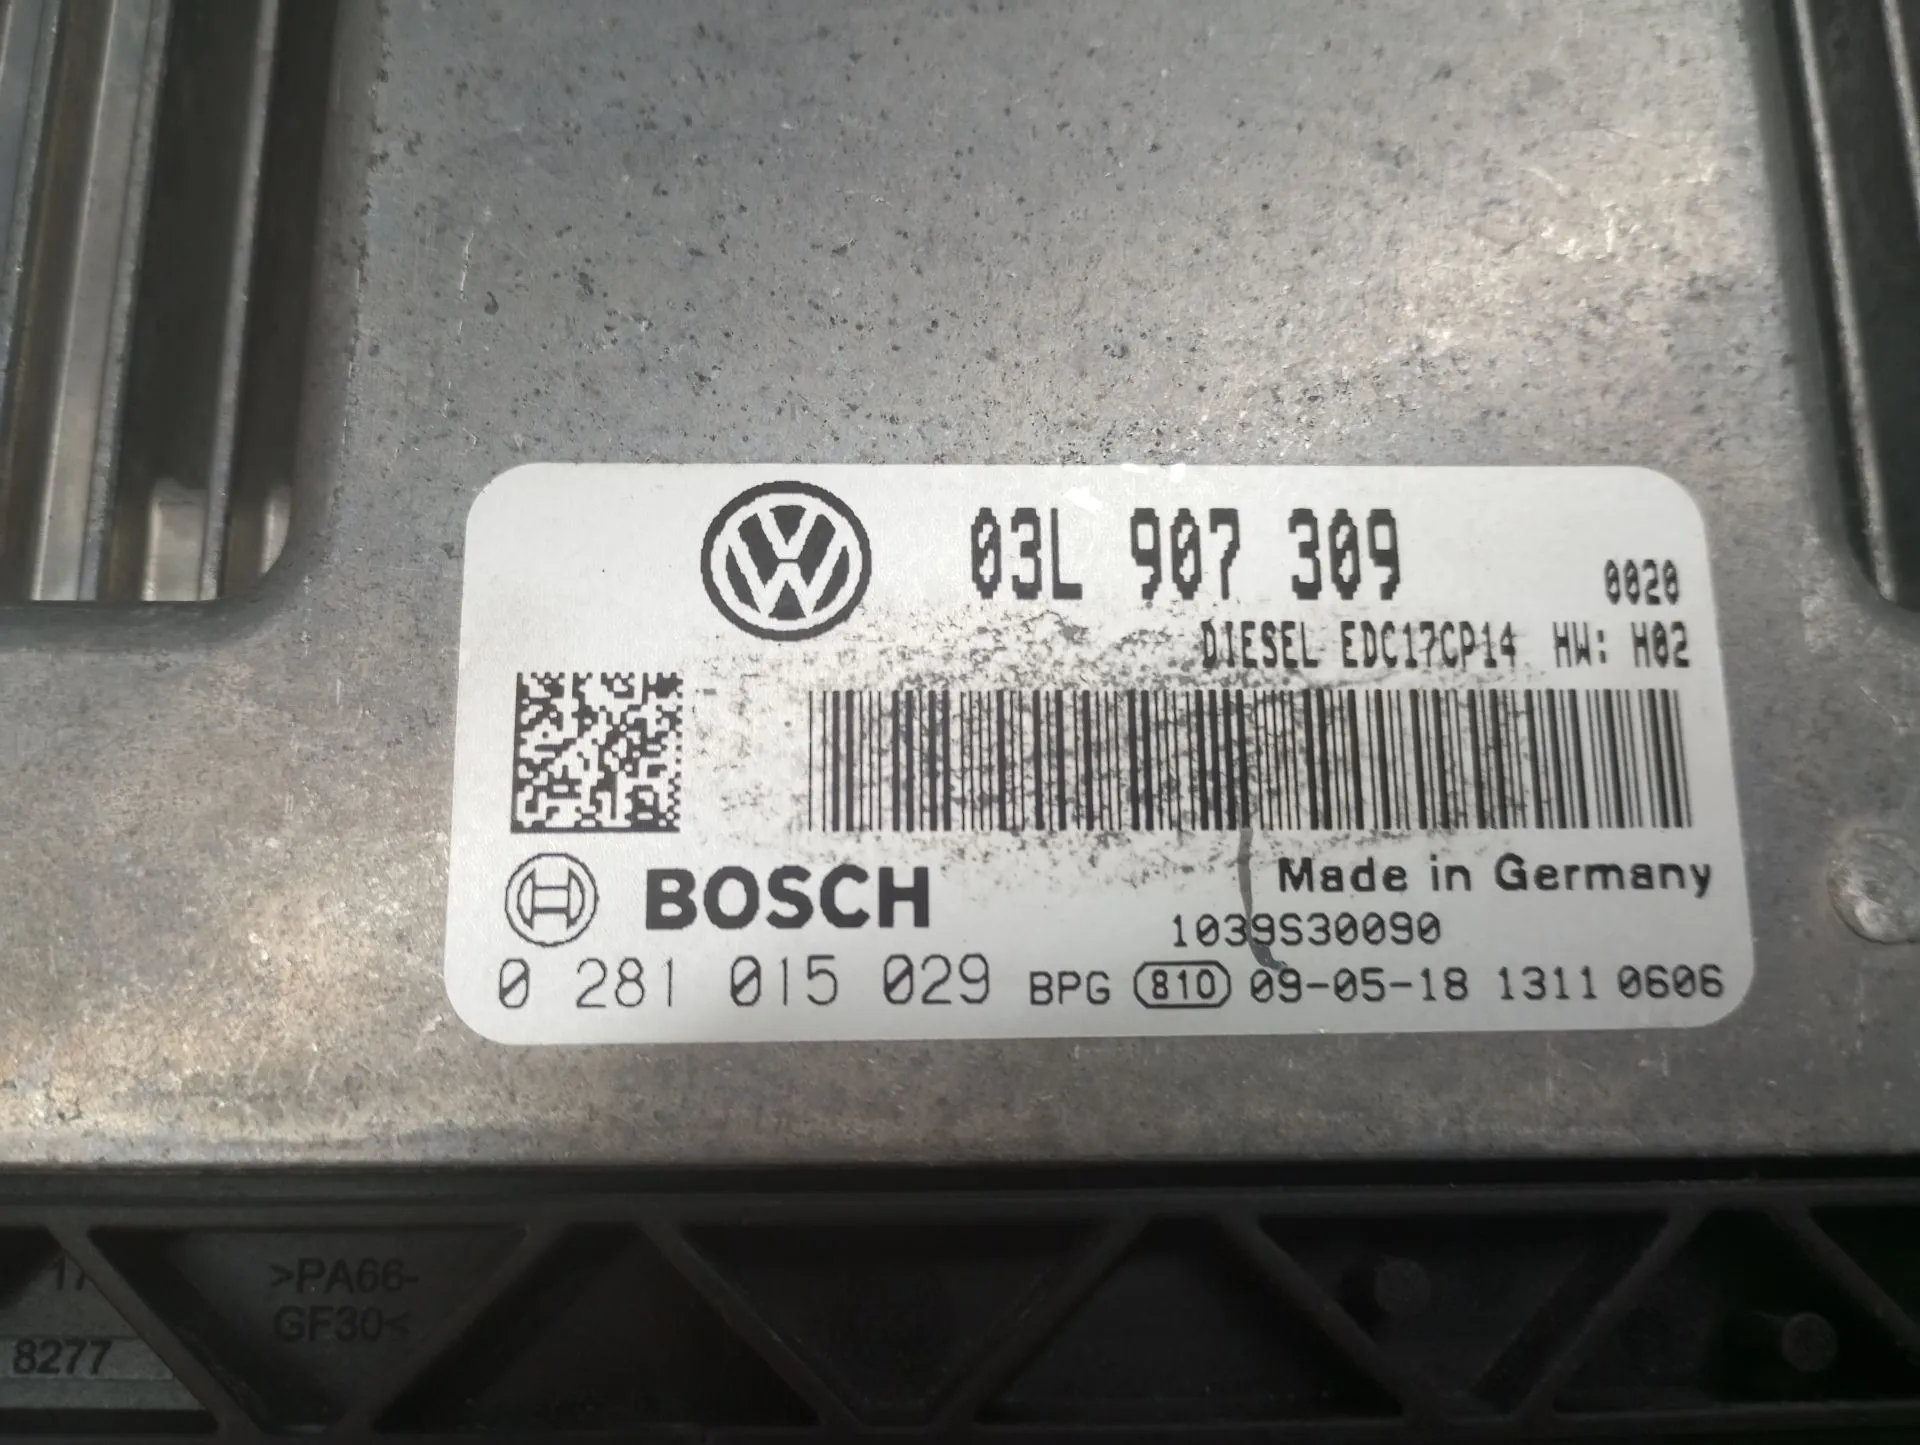 03L 907 309
0020
DIESEL EDC17CP14 HW: H02
BOSCH
Made in Germany
1039S30090
0 281 015 029 BPG 810 09-05-18 1311 0606
17
>PA66-
GF30<
8277